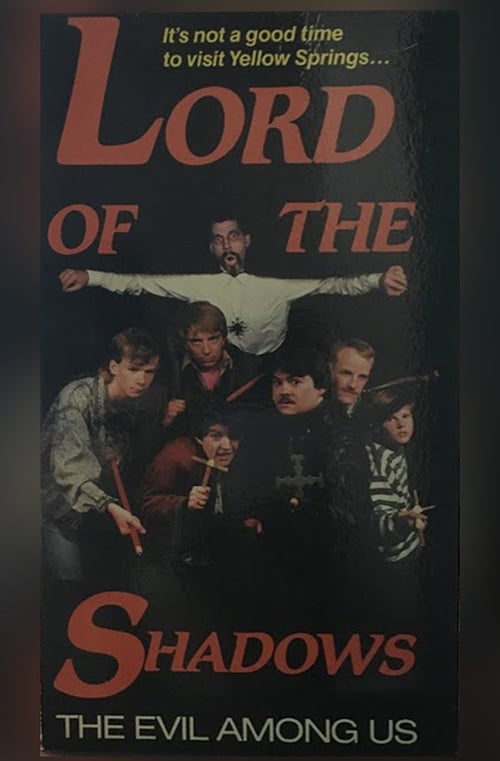 It's not a good time
to visit Yellow Springs...
LORD
OF THE
SHADOWS
THE EVIL AMONG US